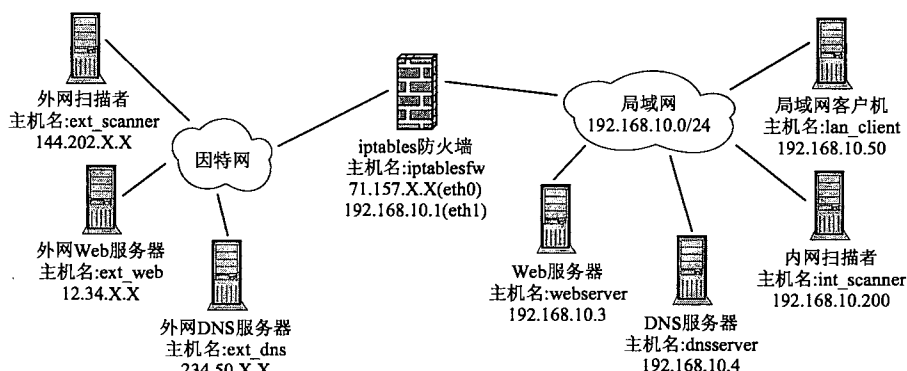 外网扫描者
主机名:ext_scanner
144.202.X.X
因特网
外网Web服务器
主机名:ext_web
12.34.X.X
外网DNS服务器
主机名:ext_dns
234.50.X.X
iptables防火墙
主机名:iptablesfw
71.157.X.X(eth0)
192.168.10.1(eth1)
局域网
192.168.10.0/24
局域网客户机
主机名:lan_client
192.168.10.50
Web服务器
主机名:webserver
192.168.10.3
DNS服务器
主机名:dnsserver
192.168.10.4
内网扫描者
主机名:int_scanner
192.168.10.200